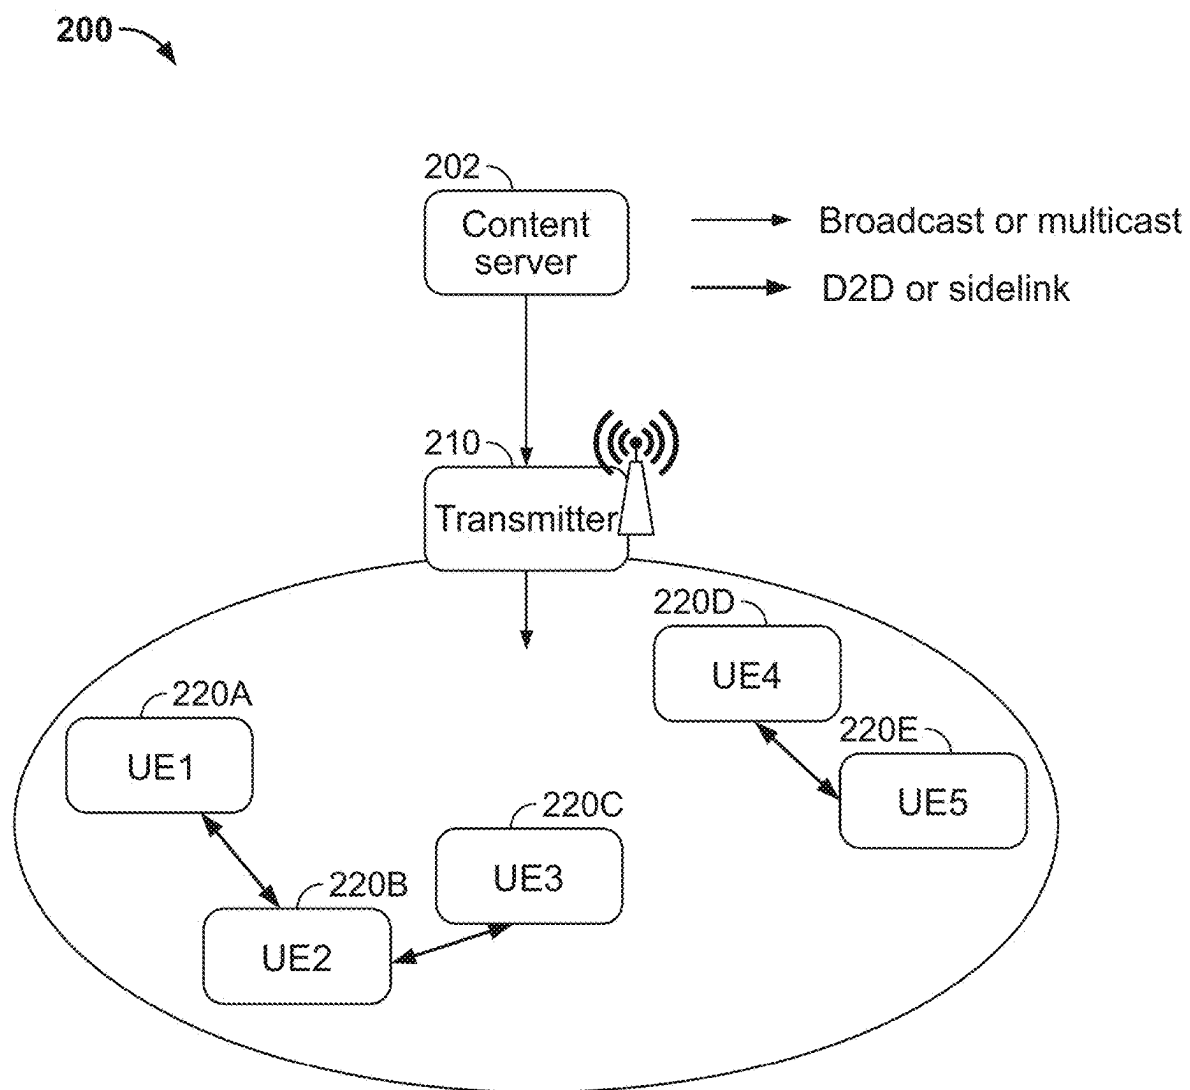 200
202
Content
server
Broadcast or multicast
D2D or sidelink
210
Transmitter
220D
UE4
220A
UE1
220E
UE5
220C
UE3
220B
UE2